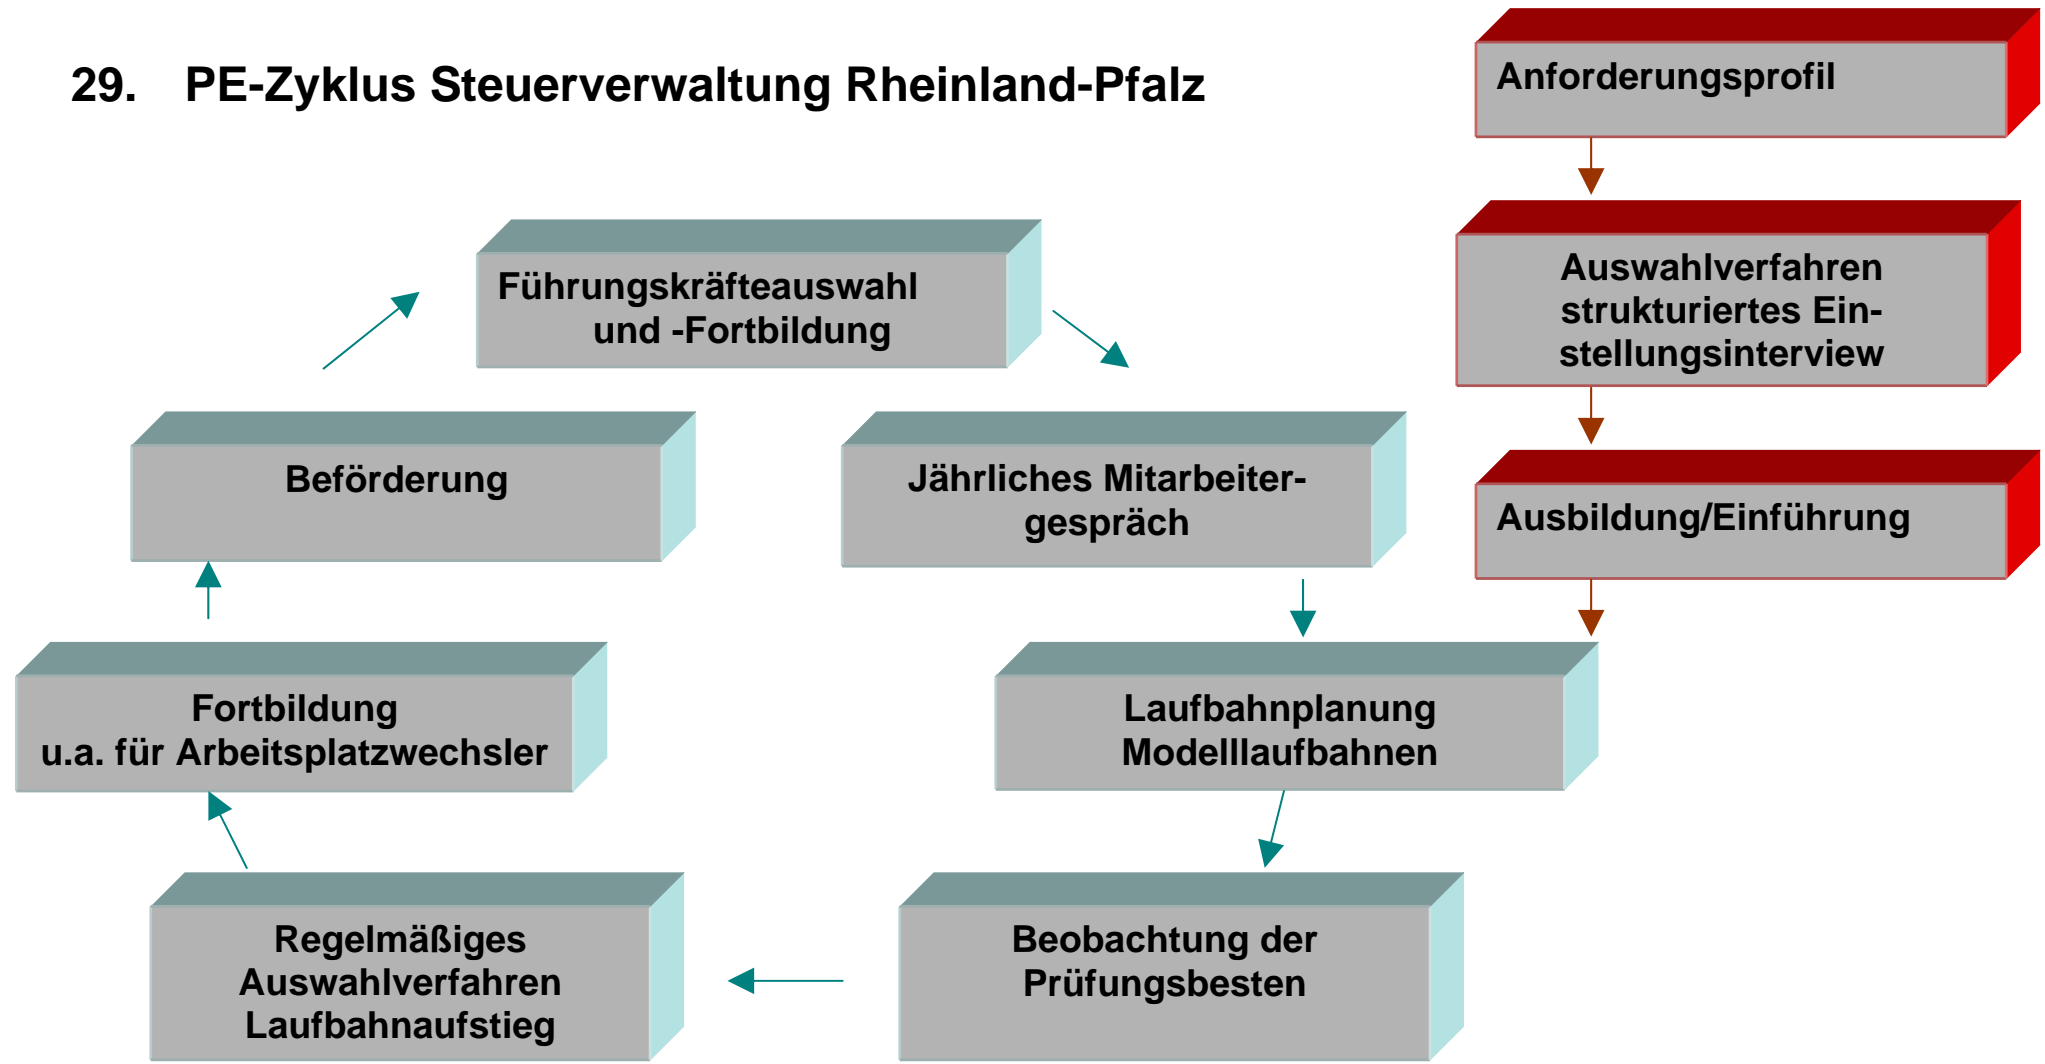 29. PE-Zyklus Steuerverwaltung Rheinland-Pfalz
Anforderungsprofil
Auswahlverfahren
strukturiertes Ein-
stellungsinterview
Ausbildung/Einführung
Führungskräfteauswahl
und -Fortbildung
Beförderung
Jährliches Mitarbeiter-
gespräch
Fortbildung
u.a. für Arbeitsplatzwechsler
Laufbahnplanung
Modelllaufbahnen
Regelmäßiges
Auswahlverfahren
Laufbahnaufstieg
Beobachtung der
Prüfungsbesten